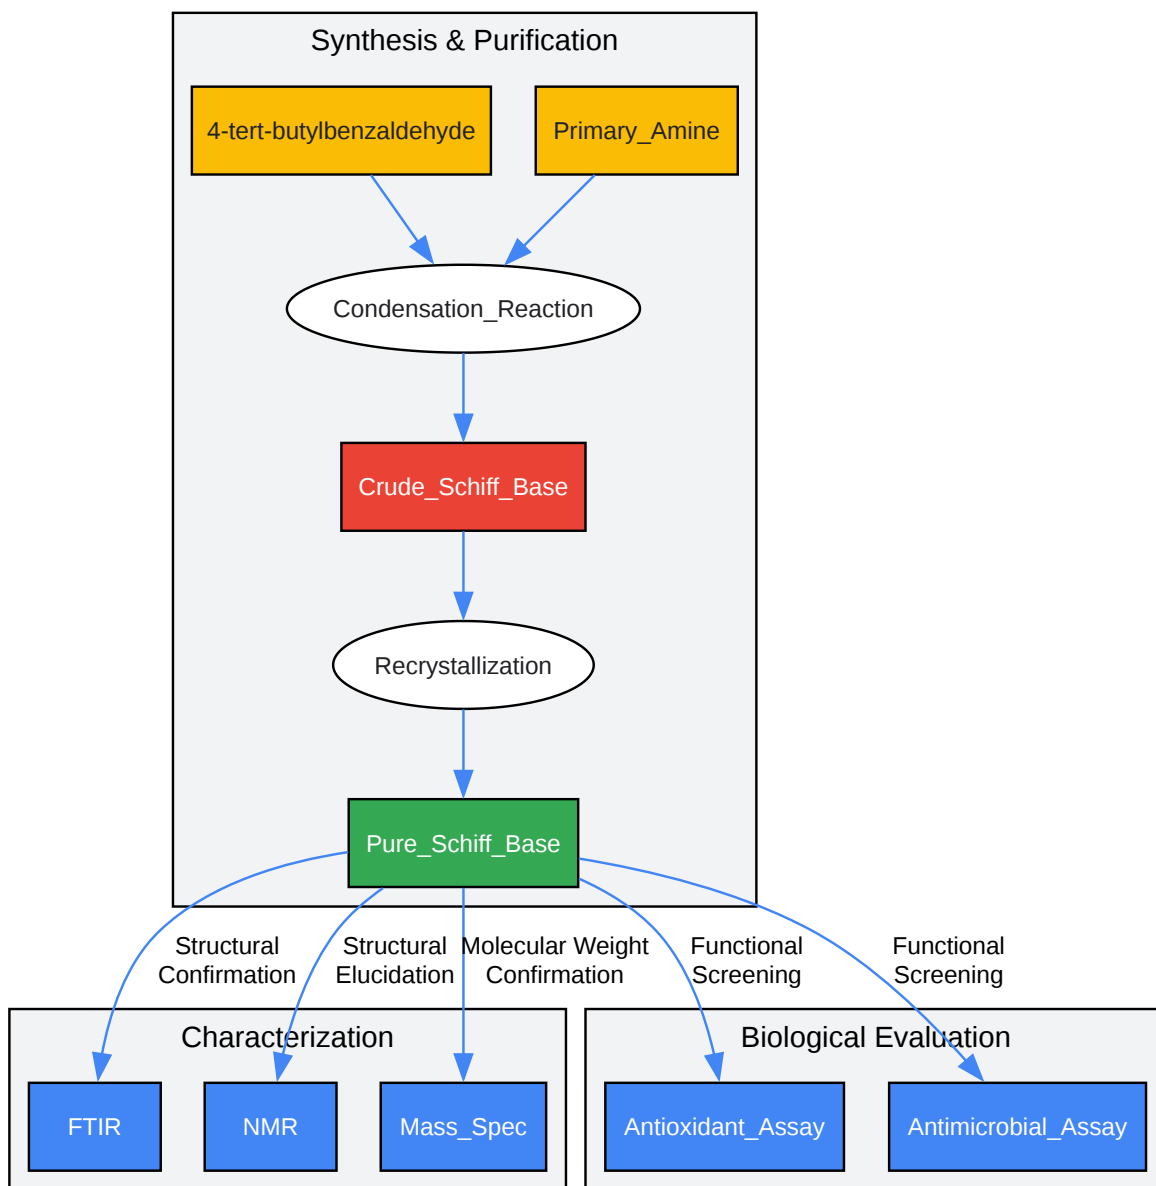 Synthesis & Purification
4-tert-butylbenzaldehyde
Primary_Amine
Condensation_Reaction
Crude_Schiff_Base
Recrystallization
Pure_Schiff_Base
Structural
Confirmation
Structural
Elucidation
Molecular Weight
Confirmation
Functional
Screening
Functional
Screening
Characterization
Biological Evaluation
FTIR
NMR
Mass_Spec
Antioxidant_Assay
Antimicrobial_Assay